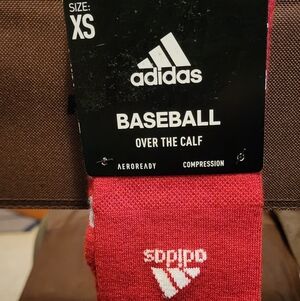 SIZE:
XS
adidas
BASEBALL
OVER THE CALF
AEROREADY COMPRESSION
adidas